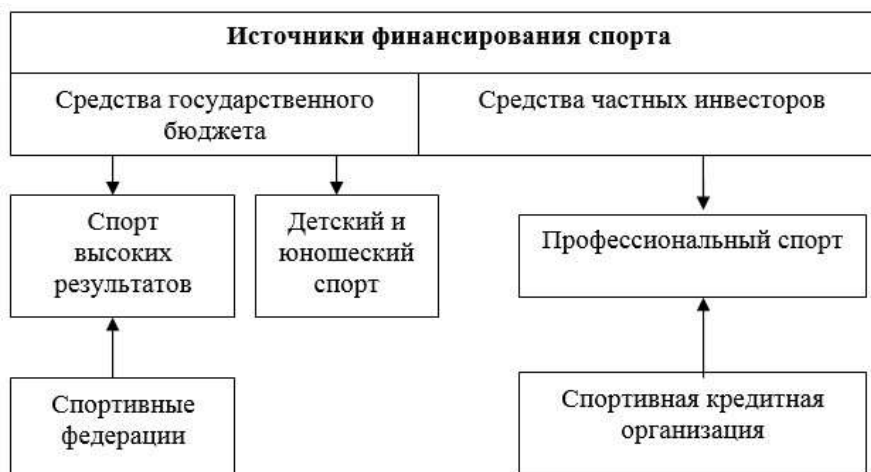 Источники финансирования спорта
Средства государственного
бюджета
Средства частных инвесторов
Спорт
высоких
результатов
Детский и
юношеский
спорт
Профессиональный спорт
Спортивные
федерации
Спортивная кредитная
организация